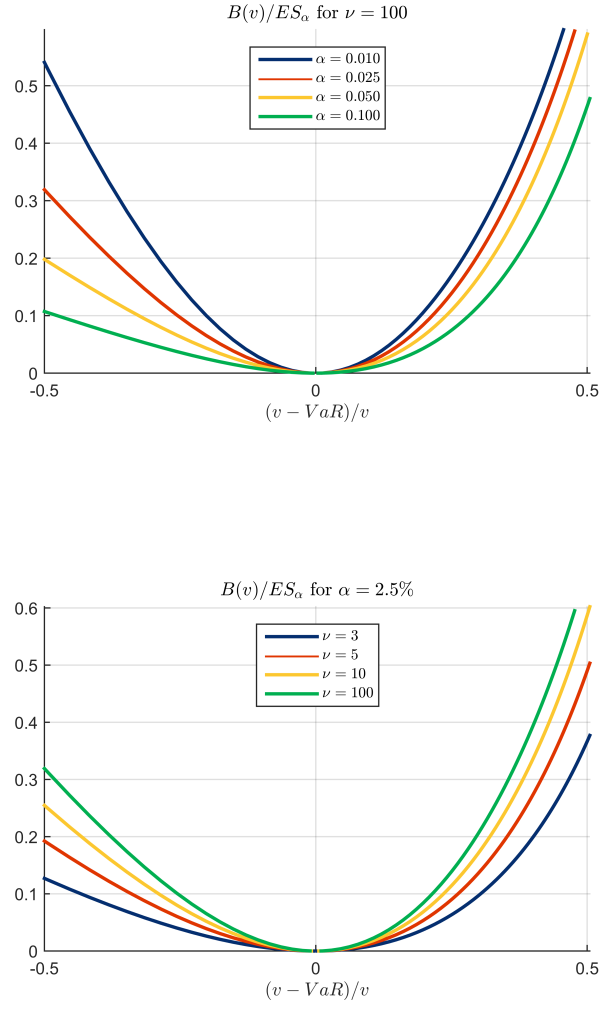 B(v)/ES_α for ν = 100
α = 0.010
α = 0.025
α = 0.050
α = 0.100
0.5
0.4
0.3
0.2
0.1
0
-0.5 0 0.5
(v − VaR)/v
B(v)/ES_α for α = 2.5%
0.6
ν = 3
ν = 5
ν = 10
ν = 100
0.5
0.4
0.3
0.2
0.1
0
-0.5 0 0.5
(v − VaR)/v